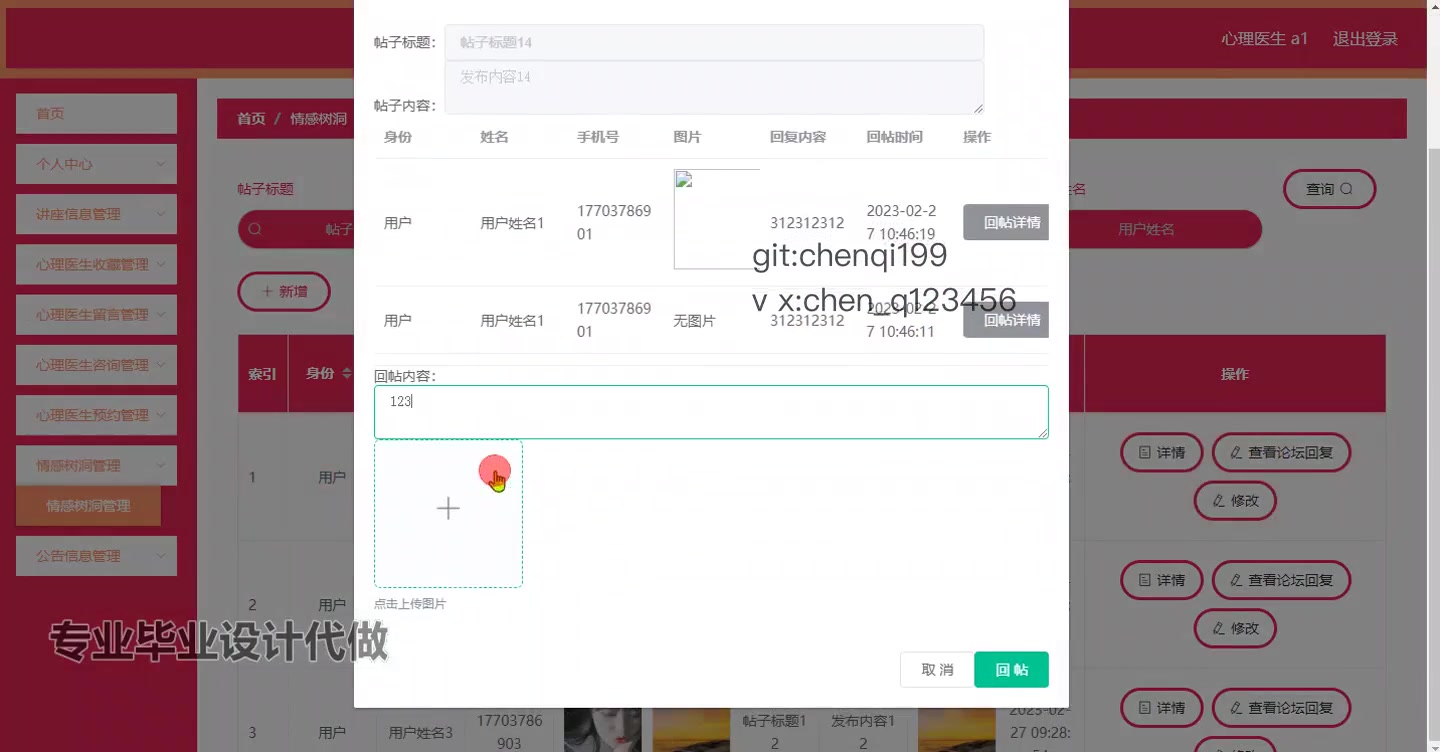 心理医生 a1 退出登录
首页
个人中心
讲座信息管理
心理医生收藏管理
心理医生留言管理
心理医生咨询管理
心理医生预约管理
情感树洞管理
情感树洞管理
公告信息管理
首页 / 情感树洞
帖子标题
姓名
查询
帖子
用户姓名
+ 新增
帖子标题: 帖子标题14
帖子内容: 发布内容14
身份 姓名 手机号 图片 回复内容 回帖时间 操作
用户 用户姓名1 17703786901 312312312 2023-02-27 10:46:19 回帖详情
用户 用户姓名1 17703786901 无图片 312312312 2023-02-27 10:46:11 回帖详情
git:chenqi199
v x:chen_q123456
回帖内容:
123
点击上传图片
取消 回帖
索引 身份 操作
1 用户 详情 查看论坛回复
修改
2 用户 详情 查看论坛回复
修改
3 用户 用户姓名3 17703786903 帖子标题12 发布内容12 2023-02-27 09:28: 详情 查看论坛回复
专业毕业设计代做